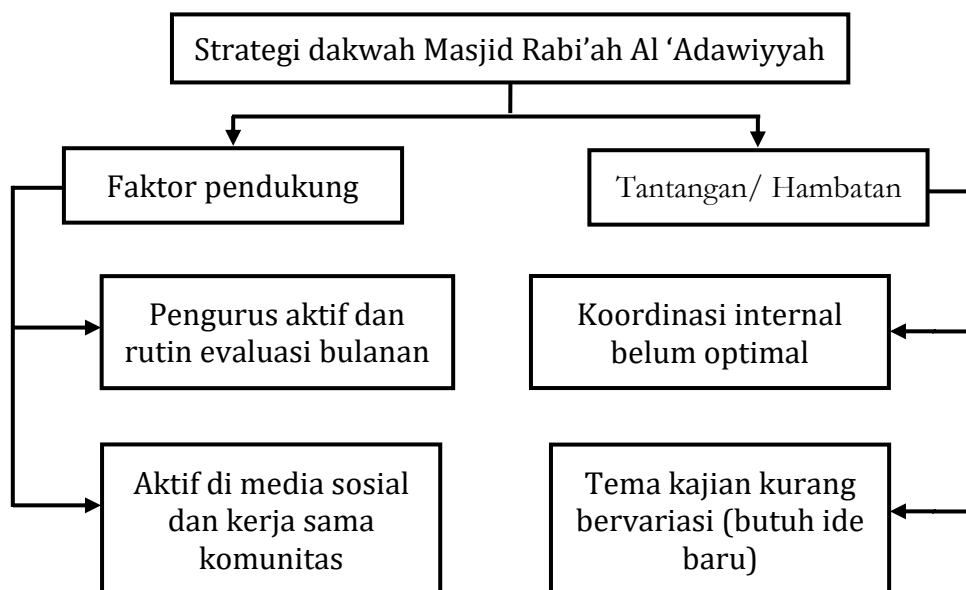 Strategi dakwah Masjid Rabi’ah Al ‘Adawiyyah
Faktor pendukung
Tantangan/ Hambatan
Pengurus aktif dan
rutin evaluasi bulanan
Koordinasi internal
belum optimal
Aktif di media sosial
dan kerja sama
komunitas
Tema kajian kurang
bervariasi (butuh ide
baru)